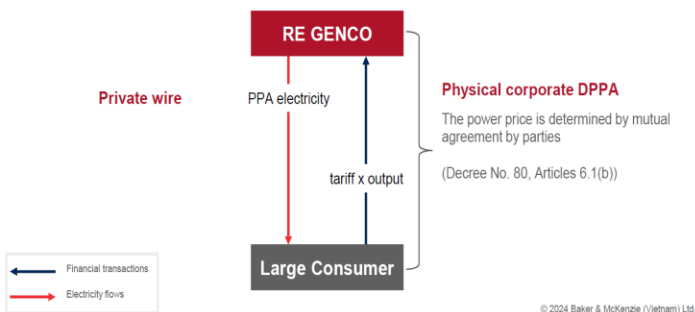 RE GENCO
Private wire
PPA electricity
Physical corporate DPPA
The power price is determined by mutual
agreement by parties
(Decree No. 80, Articles 6.1(b))
tariff x output
Large Consumer
Financial transactions
Electricity flows
© 2024 Baker & McKenzie (Vietnam) Ltd